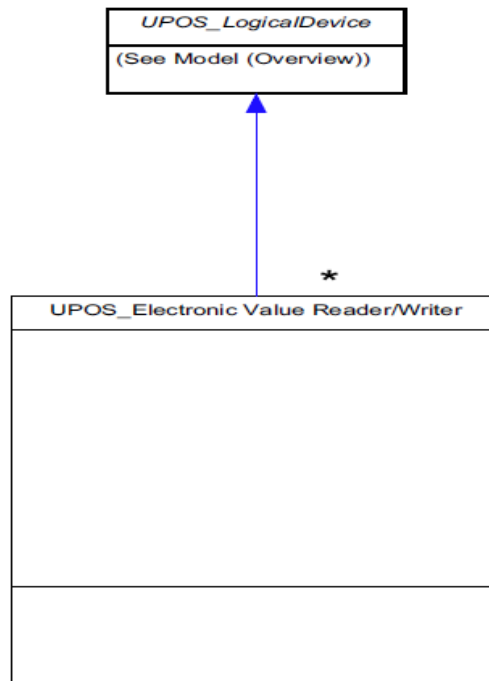 UPOS_LogicalDevice
(See Model (Overview))
*
UPOS_Electronic Value Reader/Writer